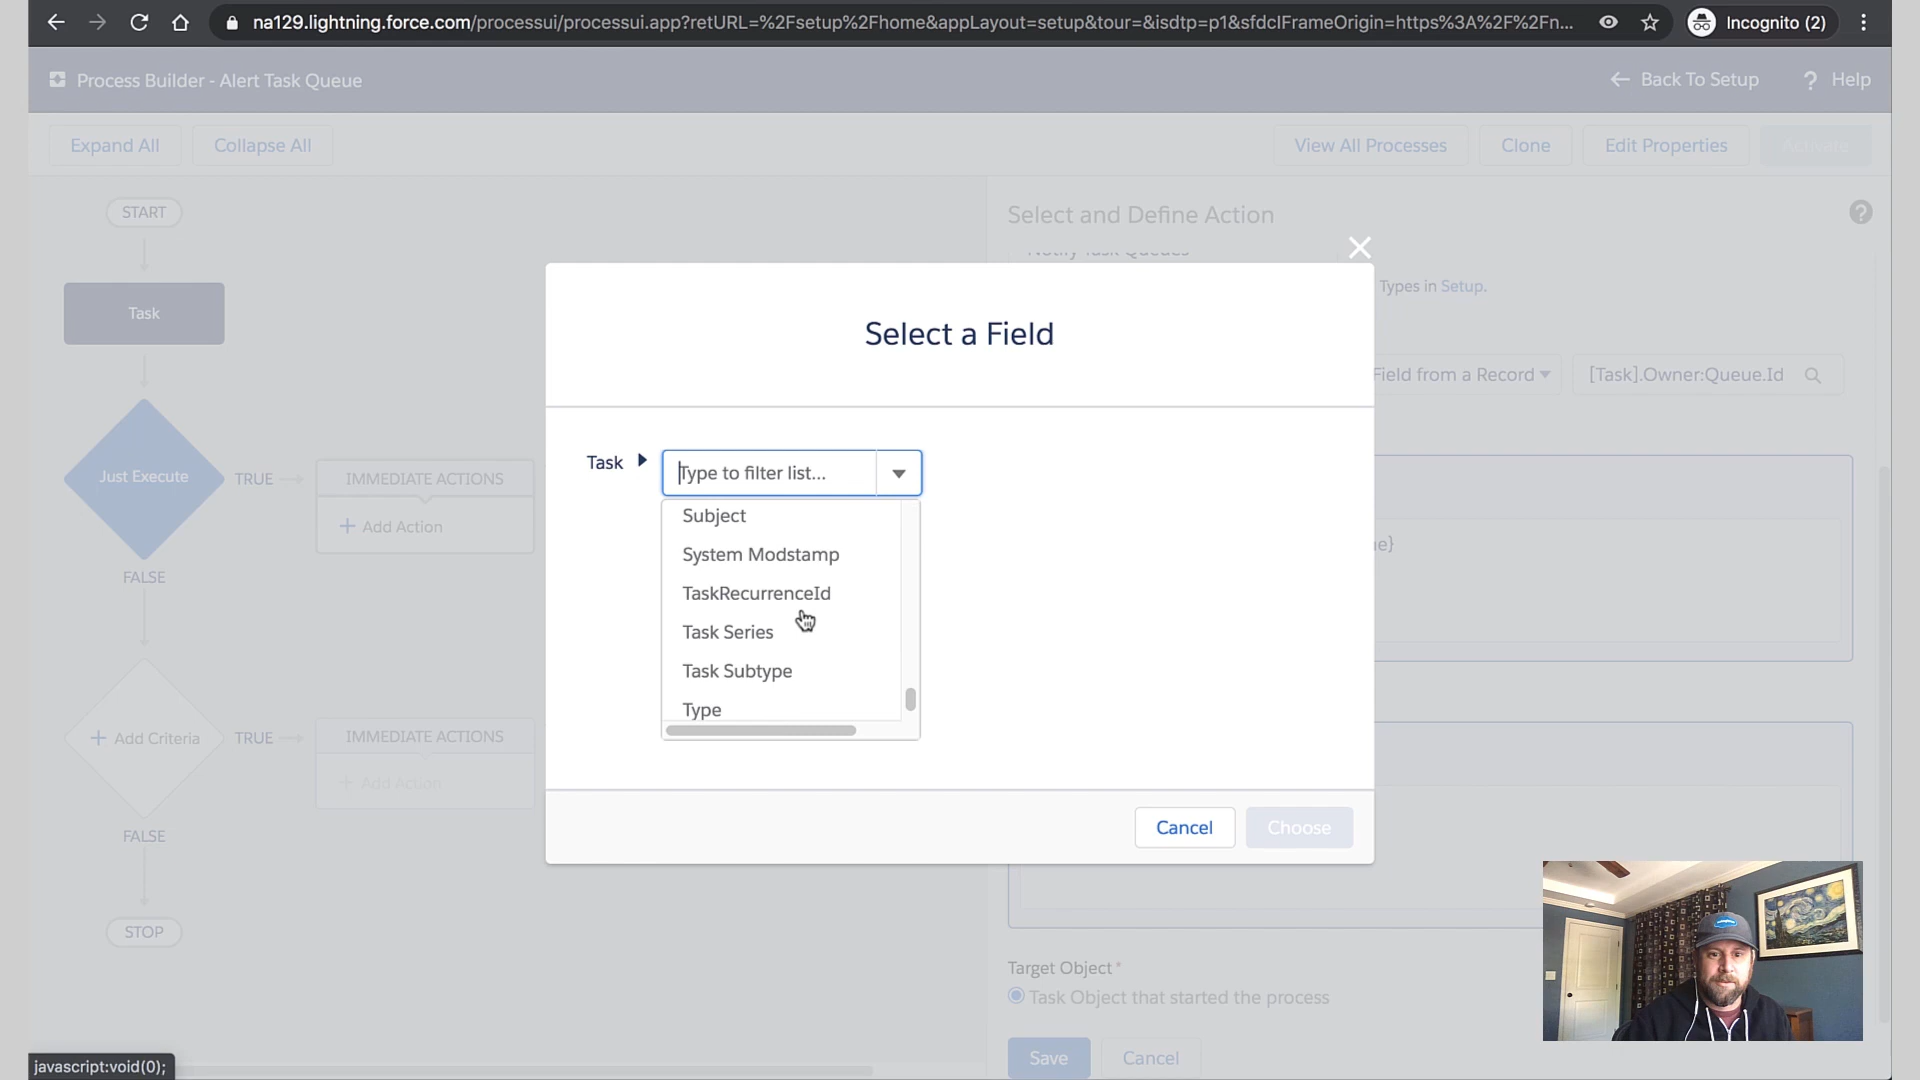 na129.lightning.force.com/processui/processui.app?retURL=%2Fsetup%2Fhome&appLayout=setup&tour=&isdtp=p1&sfdcIFrameOrigin=https%3A%2F%2Fn...
Incognito (2)
Process Builder - Alert Task Queue
Back To Setup
? Help
Expand All
Collapse All
View All Processes
Clone
Edit Properties
Activate
START
Task
Just Execute
TRUE
IMMEDIATE ACTIONS
+ Add Action
FALSE
+ Add Criteria
TRUE
IMMEDIATE ACTIONS
+ Add Action
FALSE
STOP
Select and Define Action
?
Notify Task Queues
Types in Setup.
Field from a Record
[Task].Owner:Queue.Id
e}
Select a Field
Task
Type to filter list...
Subject
System Modstamp
TaskRecurrenceId
Task Series
Task Subtype
Type
Cancel
Choose
Target Object*
Task Object that started the process
Save
Cancel
javascript:void(0);